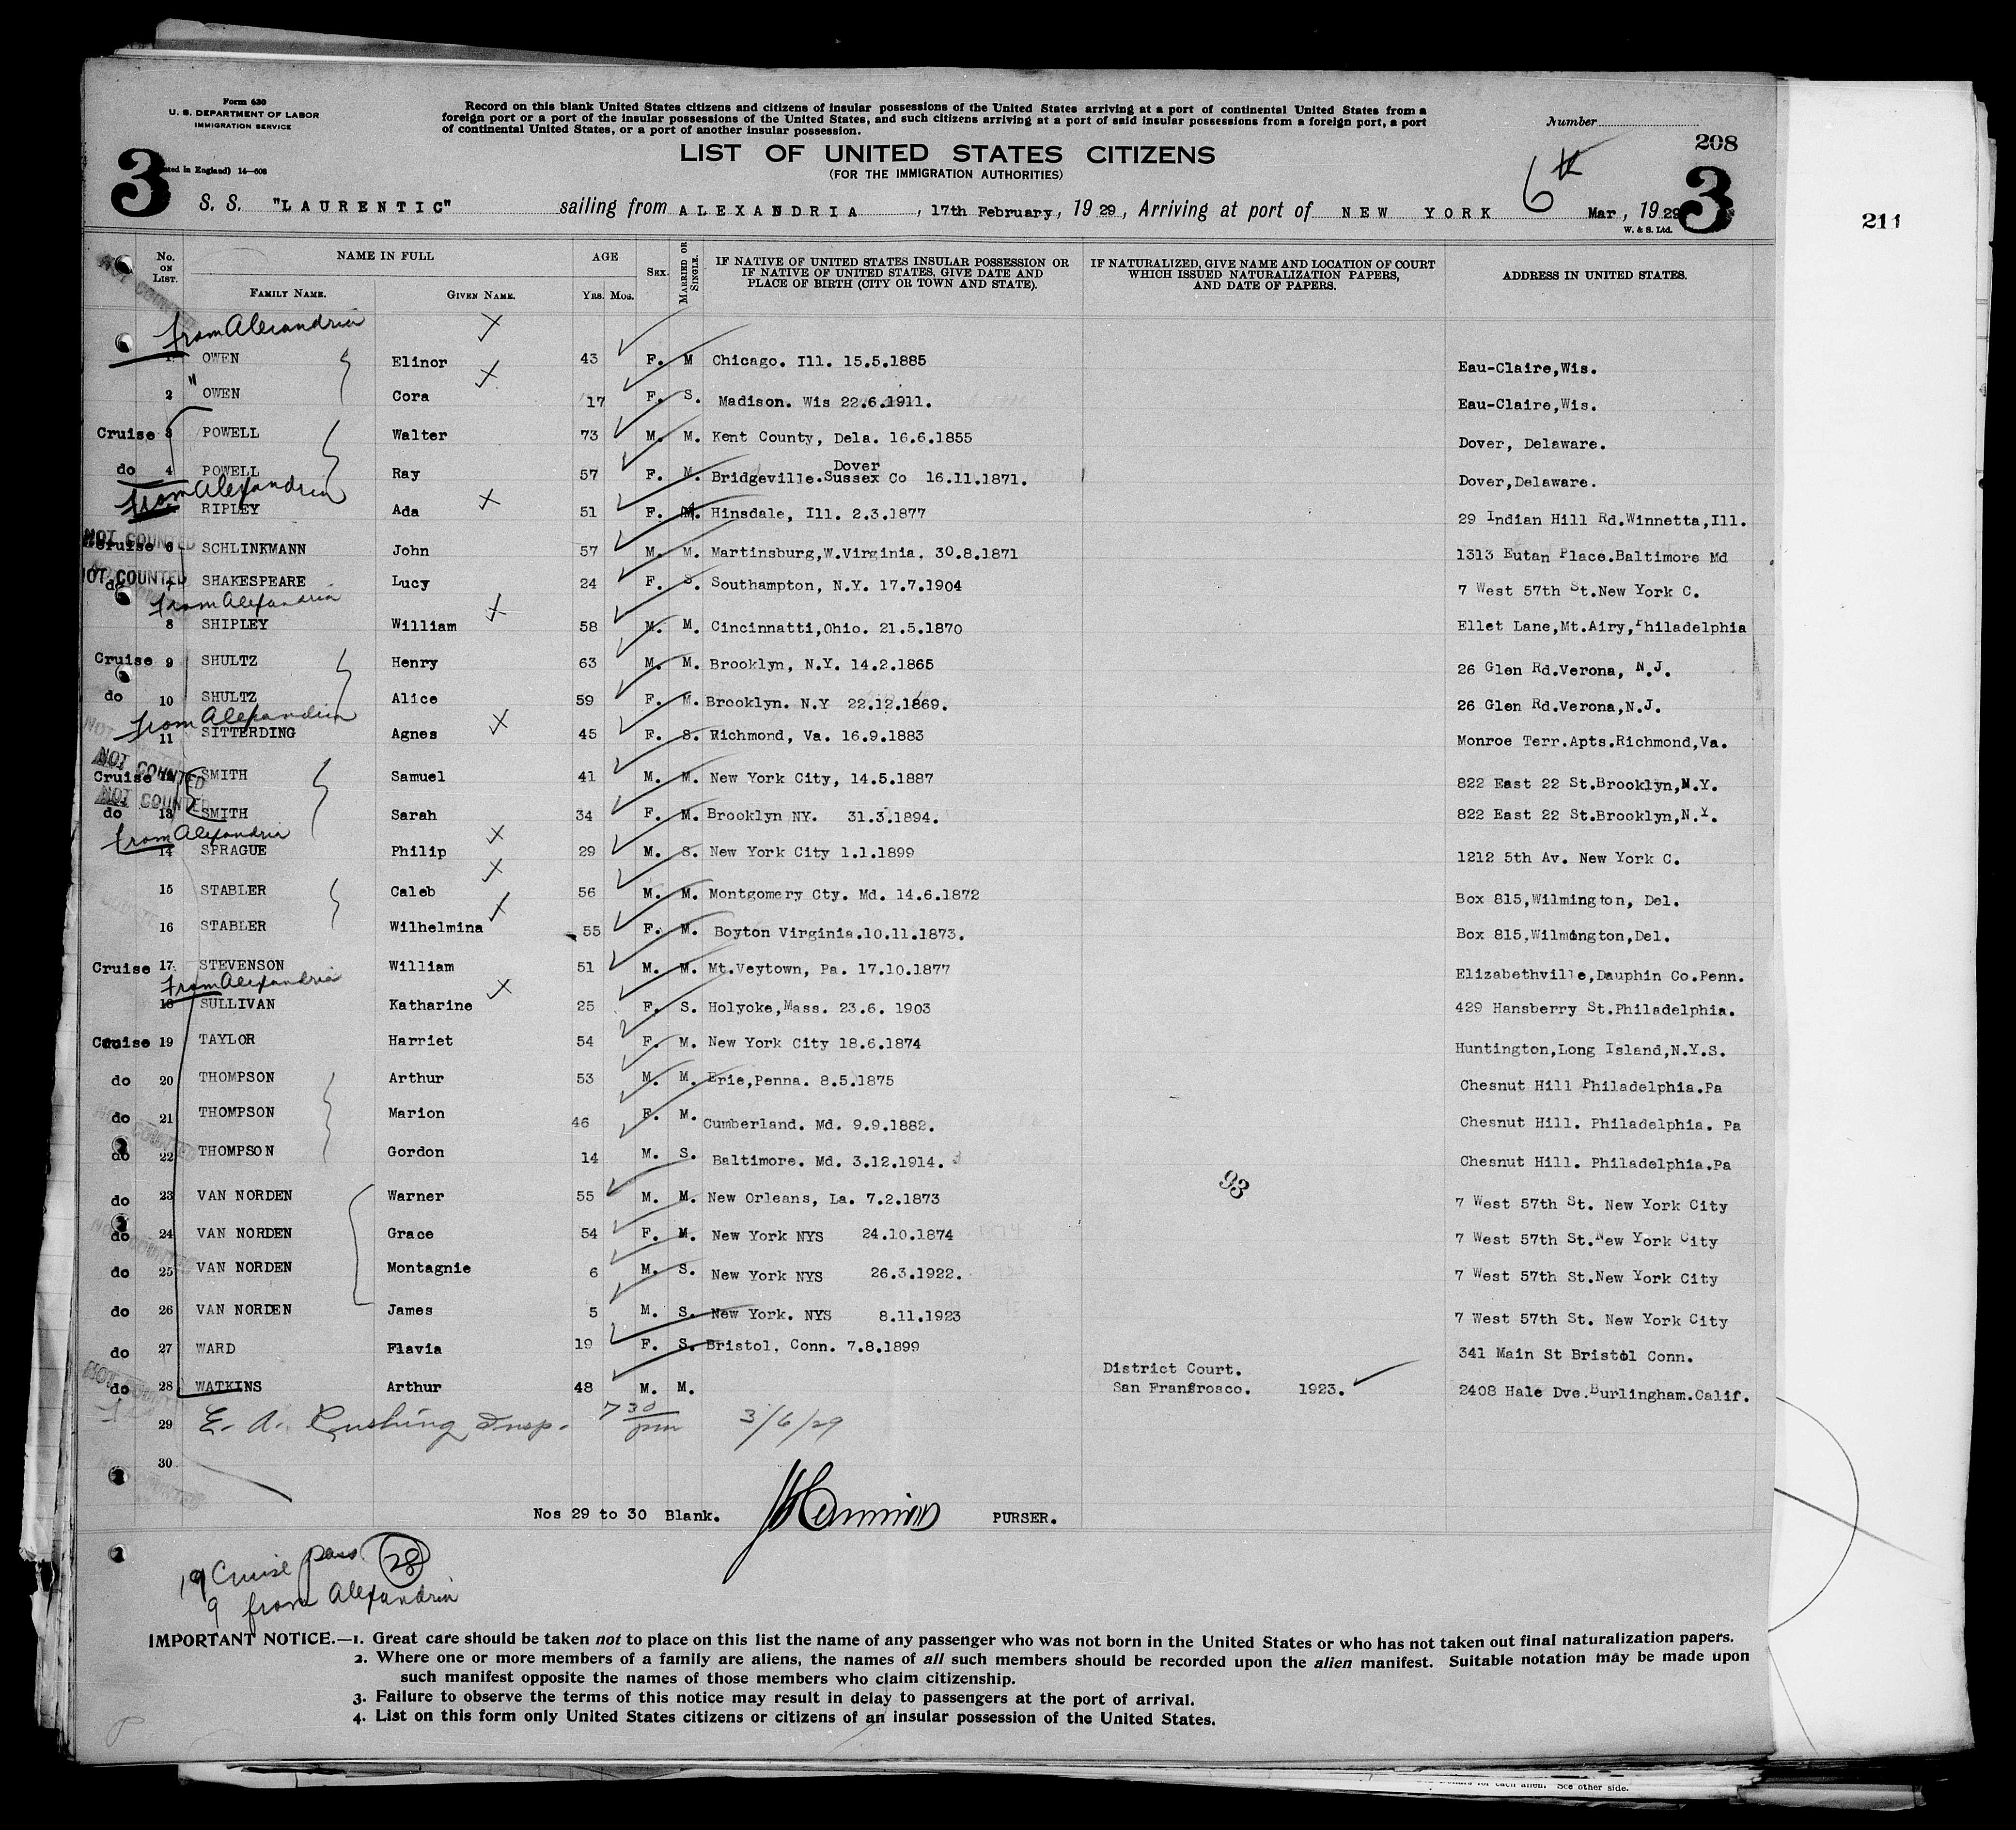 Form 630
U. S. DEPARTMENT OF LABOR
IMMIGRATION SERVICE
Record on this blank United States citizens and citizens of insular possessions of the United States arriving at a port of continental United States from a
foreign port or a port of the insular possessions of the United States, and such citizens arriving at a port of said insular possessions from a foreign port, a port
of continental United States, or a port of another insular possession.
Number
208
LIST OF UNITED STATES CITIZENS
(FOR THE IMMIGRATION AUTHORITIES)
3 ted in England) 14—608 3
S. S. "LAURENTIC" sailing from ALEXANDRIA, 17th February, 1929, Arriving at port of NEW YORK 6th Mar, 1929
W. & S. Ltd.
211
No. ON LIST. NAME IN FULL AGE SEX. MARRIED OR SINGLE. IF NATIVE OF UNITED STATES INSULAR POSSESSION OR IF NATIVE OF UNITED STATES, GIVE DATE AND PLACE OF BIRTH (CITY OR TOWN AND STATE). IF NATURALIZED, GIVE NAME AND LOCATION OF COURT WHICH ISSUED NATURALIZATION PAPERS, AND DATE OF PAPERS. ADDRESS IN UNITED STATES.
FAMILY NAME. GIVEN NAME. YRS. MOS.
from Alexandria
1 OWEN Elinor 43 F. M Chicago. Ill. 15.5.1885 Eau-Claire,Wis.
2 " OWEN Cora 17 F. S. Madison. Wis 22.6.1911. Eau-Claire,Wis.
Cruise 3 POWELL Walter 73 M. M. Kent County, Dela. 16.6.1855 Dover, Delaware.
do 4 POWELL Ray 57 F. M. Bridgeville.Sussex Co Dover 16.11.1871. Dover,Delaware.
from Alexandria
RIPLEY Ada 51 F. M. Hinsdale, Ill. 2.3.1877 29 Indian Hill Rd.Winnetta,Ill.
NOT COUNTED
Cruise 6 SCHLINKMANN John 57 M. M. Martinsburg,W.Virginia. 30.8.1871 1313 Eutan Place.Baltimore Md
NOT COUNTED
do 7 SHAKESPEARE Lucy 24 F. S. Southampton, N.Y. 17.7.1904 7 West 57th St.New York C.
from Alexandria
8 SHIPLEY William 58 M. M. Cincinnatti,Ohio. 21.5.1870 Ellet Lane,Mt.Airy,Philadelphia
Cruise 9 SHULTZ Henry 63 M. M. Brooklyn, N.Y. 14.2.1865 26 Glen Rd.Verona, N.J.
do 10 SHULTZ Alice 59 F. M. Brooklyn. N.Y 22.12.1869. 26 Glen Rd.Verona,N.J.
from Alexandria
11 SITTERDING Agnes 45 F. S. Richmond, Va. 16.9.1883 Monroe Terr.Apts.Richmond,Va.
NOT COUNTED
Cruise 12 SMITH Samuel 41 M. M. New York City, 14.5.1887 822 East 22 St.Brooklyn,N.Y.
NOT COUNTED
do 13 SMITH Sarah 34 F. M. Brooklyn NY. 31.3.1894. 822 East 22 St.Brooklyn,N.Y.
from Alexandria
14 SPRAGUE Philip 29 M. S. New York City 1.1.1899 1212 5th Av. New York C.
15 STABLER Caleb 56 M. M. Montgomery Cty. Md. 14.6.1872 Box 815,Wilmington, Del.
16 STABLER Wilhelmina 55 F. M. Boyton Virginia.10.11.1873. Box 815,Wilmington,Del.
Cruise 17 STEVENSON William 51 M. M. Mt.Veytown, Pa. 17.10.1877 Elizabethville,Dauphin Co.Penn.
from Alexandria
18 SULLIVAN Katharine 25 F. S. Holyoke,Mass. 23.6. 1903 429 Hansberry St.Philadelphia.
Cruise 19 TAYLOR Harriet 54 F. M. New York City 18.6.1874 Huntington,Long Island,N.Y.S.
do 20 THOMPSON Arthur 53 M. M. Erie,Penna. 8.5.1875 Chesnut Hill Philadelphia.Pa
do 21 THOMPSON Marion 46 F. M. Cumberland. Md. 9.9.1882. Chesnut Hill. Philadelphia. Pa
do 22 THOMPSON Gordon 14 M. S. Baltimore. Md. 3.12.1914. Chesnut Hill. Philadelphia.Pa
93
do 23 VAN NORDEN Warner 55 M. M. New Orleans, La. 7.2.1873 7 West 57th St. New York City
do 24 VAN NORDEN Grace 54 F. M. New York NYS 24.10.1874 7 West 57th St.New York City
do 25 VAN NORDEN Montagnie 6 M. S. New York NYS 26.3.1922. 7 West 57th St.New York City
do 26 VAN NORDEN James 5 M. S. New York. NYS 8.11.1923 7 West 57th St. New York City
do 27 WARD Flavia 19 F. S. Bristol, Conn. 7.8.1899 341 Main St Bristol Conn.
do 28 WATKINS Arthur 48 M. M. District Court. San Franfrosco. 1923. 2408 Hale Dve.Burlingham.Calif.
29 E. A. Cushing Insp. 7 30 pm 3/6/29
30
Nos 29 to 30 Blank. PURSER.
19 Cruise pass. 28
9 from Alexandria
IMPORTANT NOTICE.—1. Great care should be taken not to place on this list the name of any passenger who was not born in the United States or who has not taken out final naturalization papers.
2. Where one or more members of a family are aliens, the names of all such members should be recorded upon the alien manifest. Suitable notation may be made upon
such manifest opposite the names of those members who claim citizenship.
3. Failure to observe the terms of this notice may result in delay to passengers at the port of arrival.
4. List on this form only United States citizens or citizens of an insular possession of the United States.
for each alien. See other side.